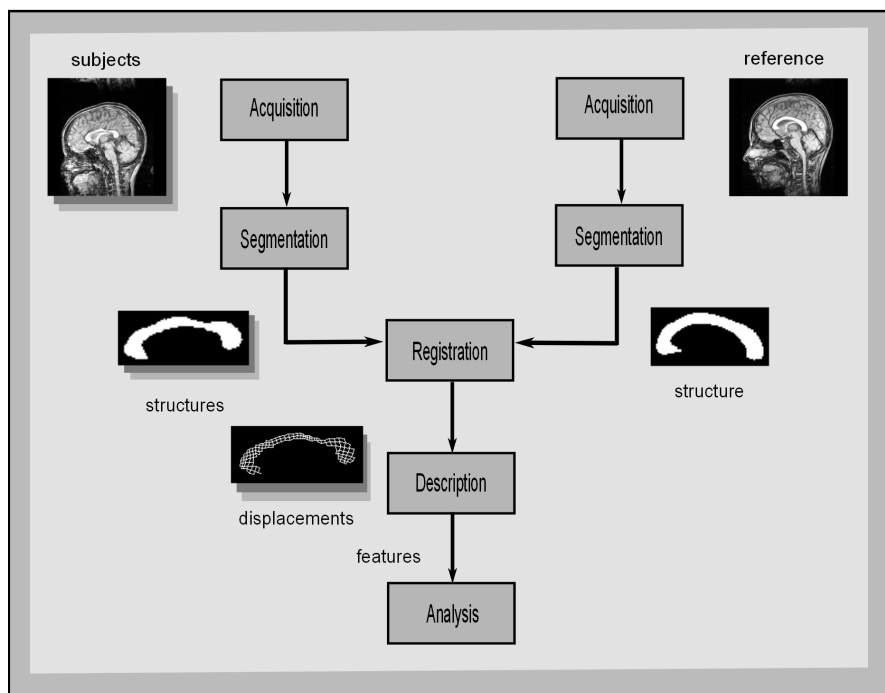 subjects
reference
Acquisition
Acquisition
Segmentation
Segmentation
structures
Registration
structure
displacements
Description
features
Analysis